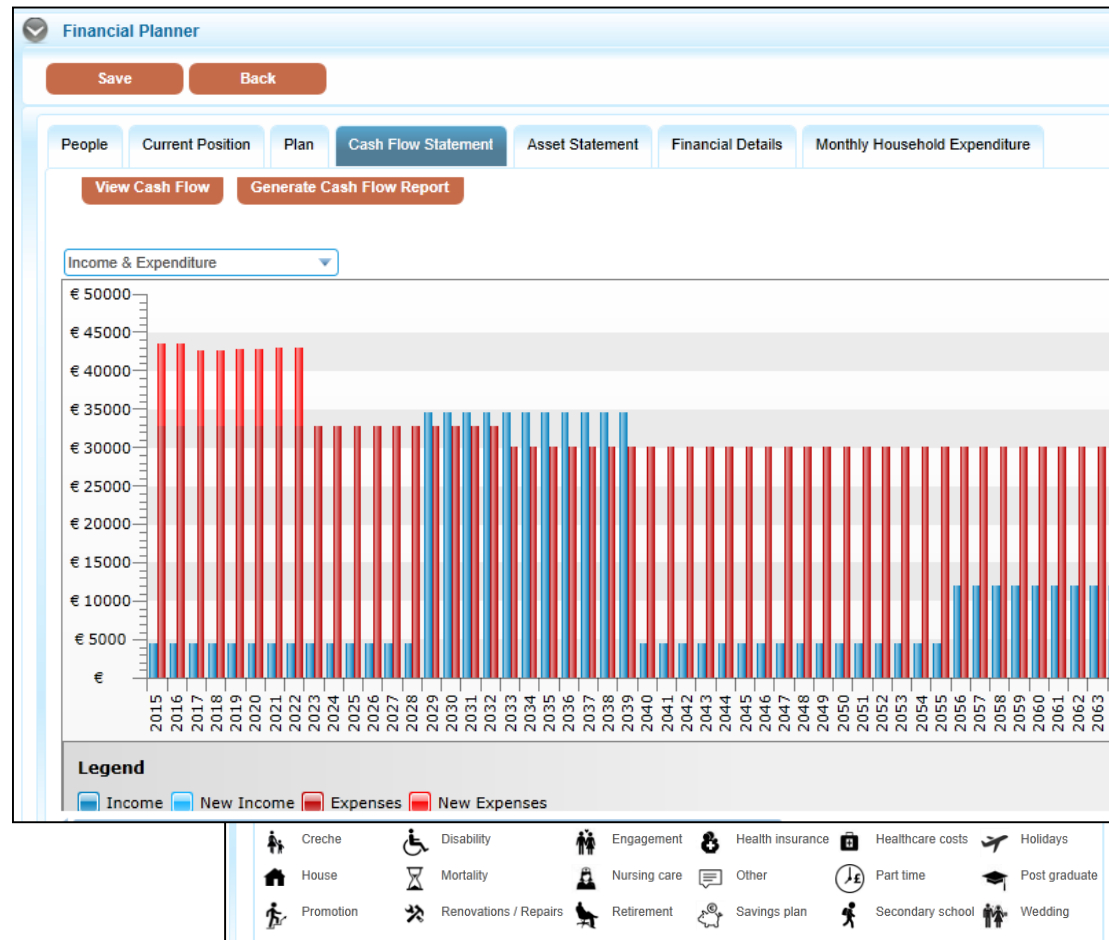 Financial Planner
Save Back
People Current Position Plan Cash Flow Statement Asset Statement Financial Details Monthly Household Expenditure
View Cash Flow Generate Cash Flow Report
Income & Expenditure
€ 50000
€ 45000
€ 40000
€ 35000
€ 30000
€ 25000
€ 20000
€ 15000
€ 10000
€ 5000
€
2015 2016 2017 2018 2019 2020 2021 2022 2023 2024 2025 2026 2027 2028 2029 2030 2031 2032 2033 2034 2035 2036 2037 2038 2039 2040 2041 2042 2043 2044 2045 2046 2047 2048 2049 2050 2051 2052 2053 2054 2055 2056 2057 2058 2059 2060 2061 2062 2063
Legend
Income New Income Expenses New Expenses
Creche Disability Engagement Health insurance Healthcare costs Holidays
House Mortality Nursing care Other Part time Post graduate
Promotion Renovations / Repairs Retirement Savings plan Secondary school Wedding